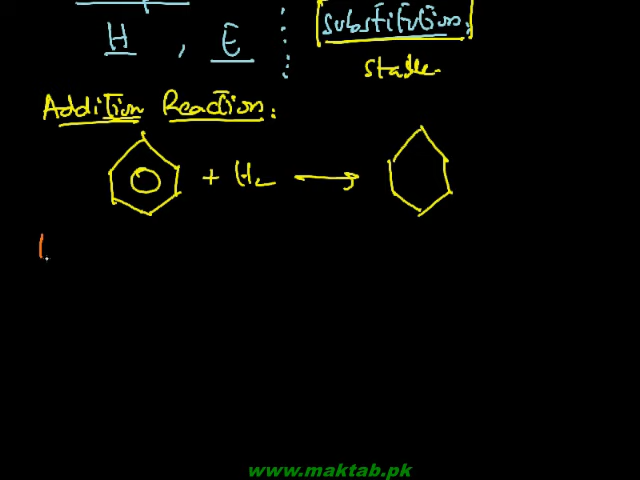 H , E
Substitution:
stable
Addition Reaction:
+ H2
www.maktab.pk